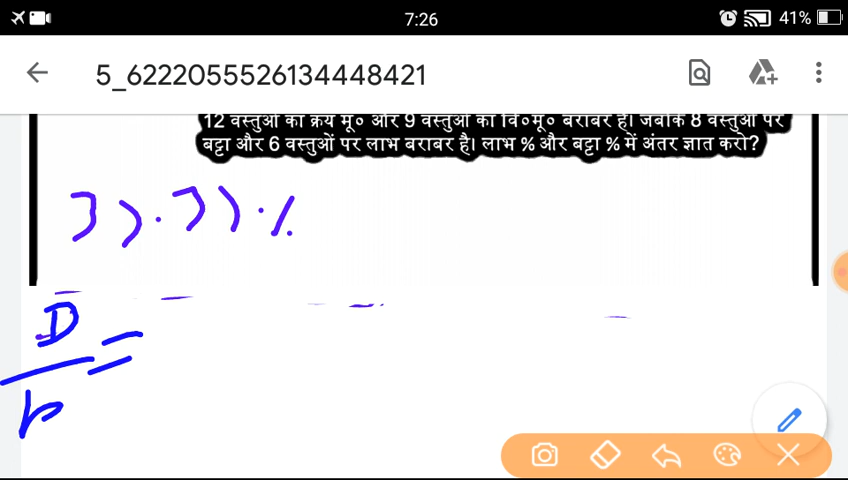 7:26
41%
5_6222055526134448421
12 वस्तुओ का क्रय मू० और 9 वस्तुओ का वि०मू० बराबर है। जबकि 8 वस्तुओं पर
बट्टा और 6 वस्तुओं पर लाभ बराबर है। लाभ % और बट्टा % में अंतर ज्ञात करो?
33.33%
D
=